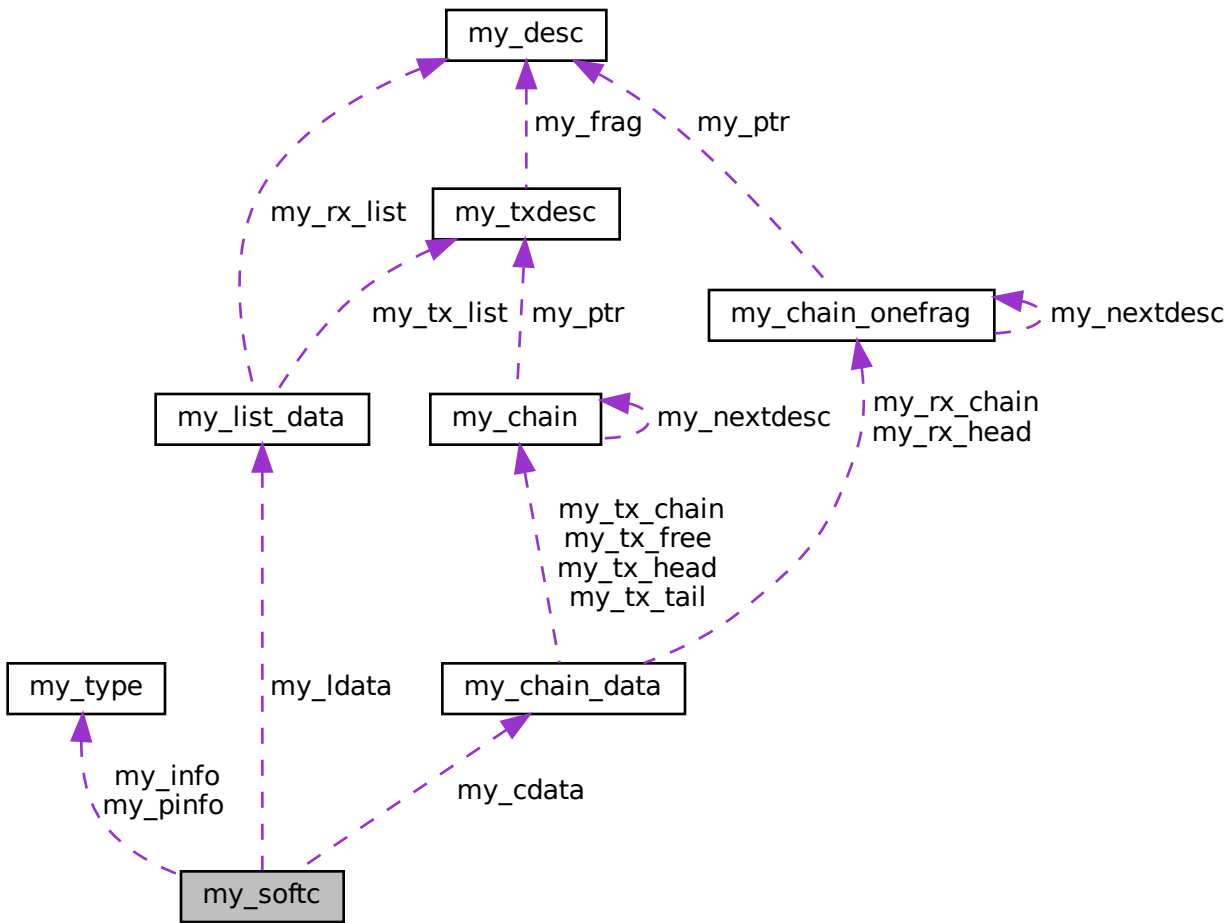 my_desc
my_frag
my_ptr
my_rx_list
my_txdesc
my_tx_list
my_ptr
my_chain_onefrag
my_nextdesc
my_list_data
my_chain
my_nextdesc
my_rx_chain
my_rx_head
my_tx_chain
my_tx_free
my_tx_head
my_tx_tail
my_type
my_ldata
my_chain_data
my_info
my_pinfo
my_cdata
my_softc